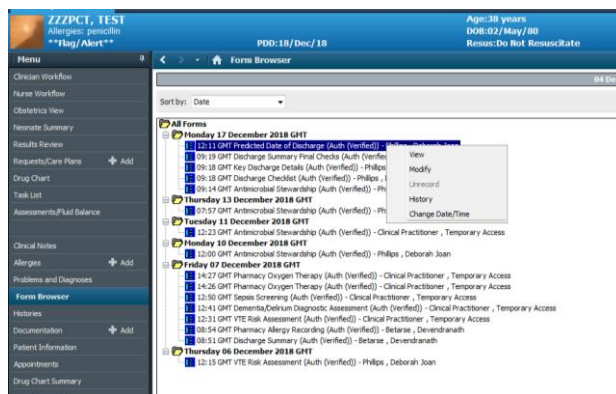 ZZZPCT, TEST
Allergies: penicillin
**Flag/Alert**
PDD:18/Dec/18
Age:38 years
DOB:02/May/80
Resus:Do Not Resuscitate
Menu
Form Browser
Clinician Workflow
04 De
Nurse Workflow
Obstetrics View
Sort by: Date
Neonate Summary
Results Review
Requests/Care Plans + Add
Drug Chart
Task List
Assessments/Fluid Balance
Clinical Notes
Allergies + Add
Problems and Diagnoses
Form Browser
Histories
Documentation + Add
Patient Information
Appointments
Drug Chart Summary
All Forms
Monday 17 December 2018 GMT
12:11 GMT Predicted Date of Discharge (Auth (Verified)) - Phillips , Deborah Joan
09:19 GMT Discharge Summary Final Checks (Auth (Verifie
09:18 GMT Key Discharge Details (Auth (Verified)) - Phillips
09:18 GMT Discharge Checklist (Auth (Verified)) - Phillips ,
09:14 GMT Antimicrobial Stewardship (Auth (Verified)) - Ph
Thursday 13 December 2018 GMT
07:57 GMT Antimicrobial Stewardship (Auth (Verified)) - Ph
Tuesday 11 December 2018 GMT
12:23 GMT Antimicrobial Stewardship (Auth (Verified)) - Clinical Practitioner , Temporary Access
Monday 10 December 2018 GMT
12:00 GMT Antimicrobial Stewardship (Auth (Verified)) - Phillips , Deborah Joan
Friday 07 December 2018 GMT
14:27 GMT Pharmacy Oxygen Therapy (Auth (Verified)) - Clinical Practitioner , Temporary Access
14:26 GMT Pharmacy Oxygen Therapy (Auth (Verified)) - Clinical Practitioner , Temporary Access
12:50 GMT Sepsis Screening (Auth (Verified)) - Clinical Practitioner , Temporary Access
12:41 GMT Dementia/Delirium Diagnostic Assessment (Auth (Verified)) - Clinical Practitioner , Temporary Access
12:31 GMT VTE Risk Assessment (Auth (Verified)) - Clinical Practitioner , Temporary Access
08:54 GMT Pharmacy Allergy Recording (Auth (Verified)) - Betarse , Devendranath
08:51 GMT Discharge Summary (Auth (Verified)) - Betarse , Devendranath
Thursday 06 December 2018 GMT
12:15 GMT VTE Risk Assessment (Auth (Verified)) - Phillips , Deborah Joan
View
Modify
Unrecord
History
Change Date/Time